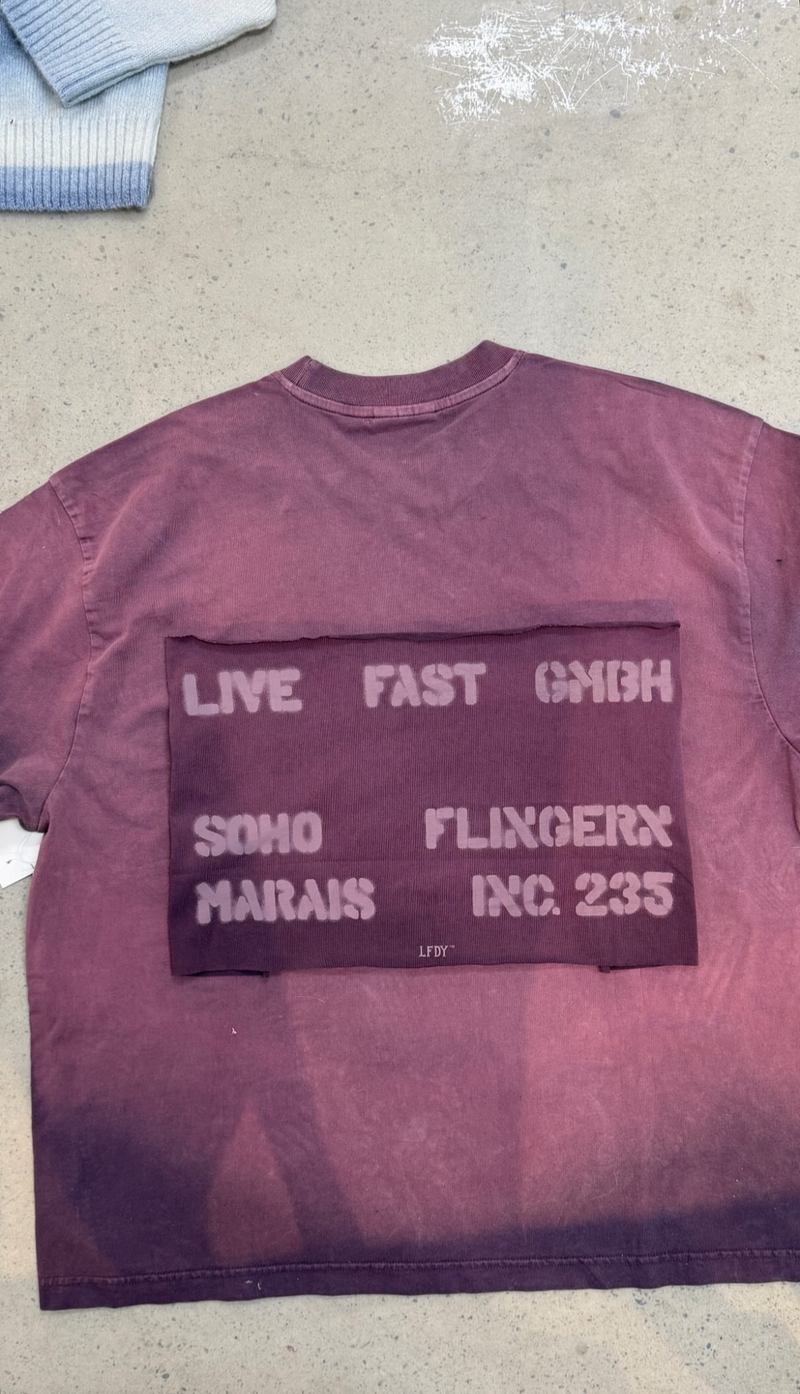 LIVE FAST GMBH
SOHO FLINGERN
MARAIS INC. 235
LFDY™